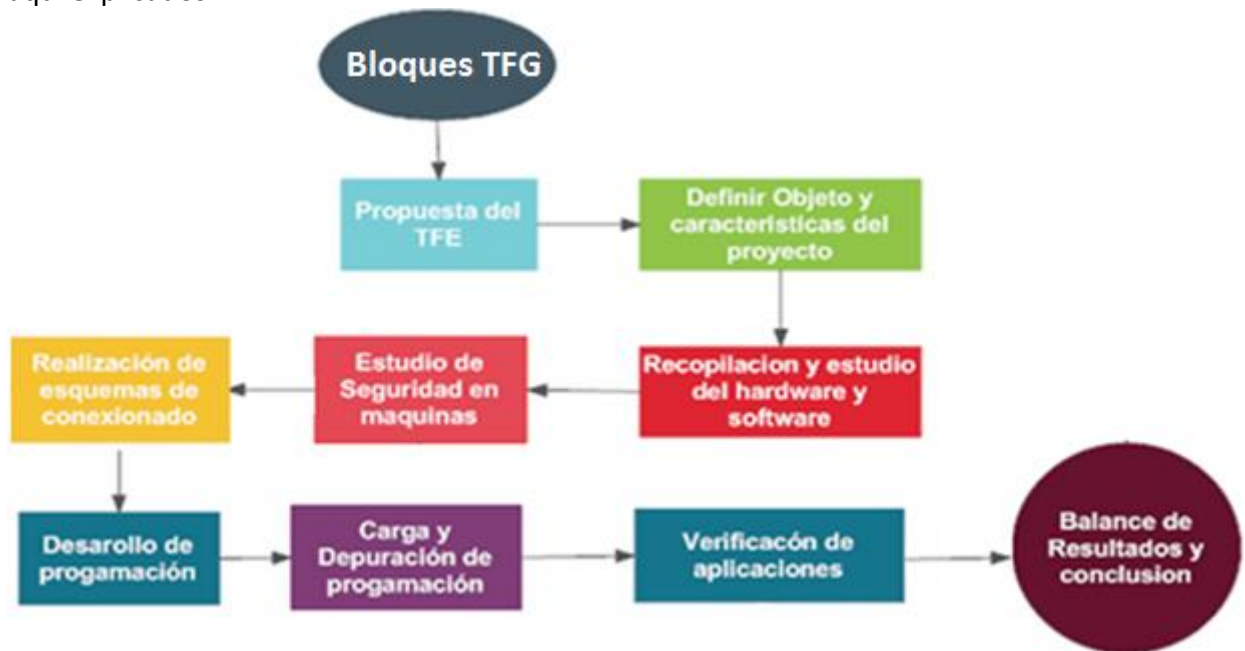 Bloques TFG
Propuesta del
TFE
Definir Objeto y
caracteristicas del
proyecto
Recopilacion y estudio
del hardware y
software
Estudio de
Seguridad en
maquinas
Realización de
esquemas de
conexionado
Desarollo de
progamación
Carga y
Depuración de
progamación
Verificacón de
aplicaciones
Balance de
Resultados y
conclusion